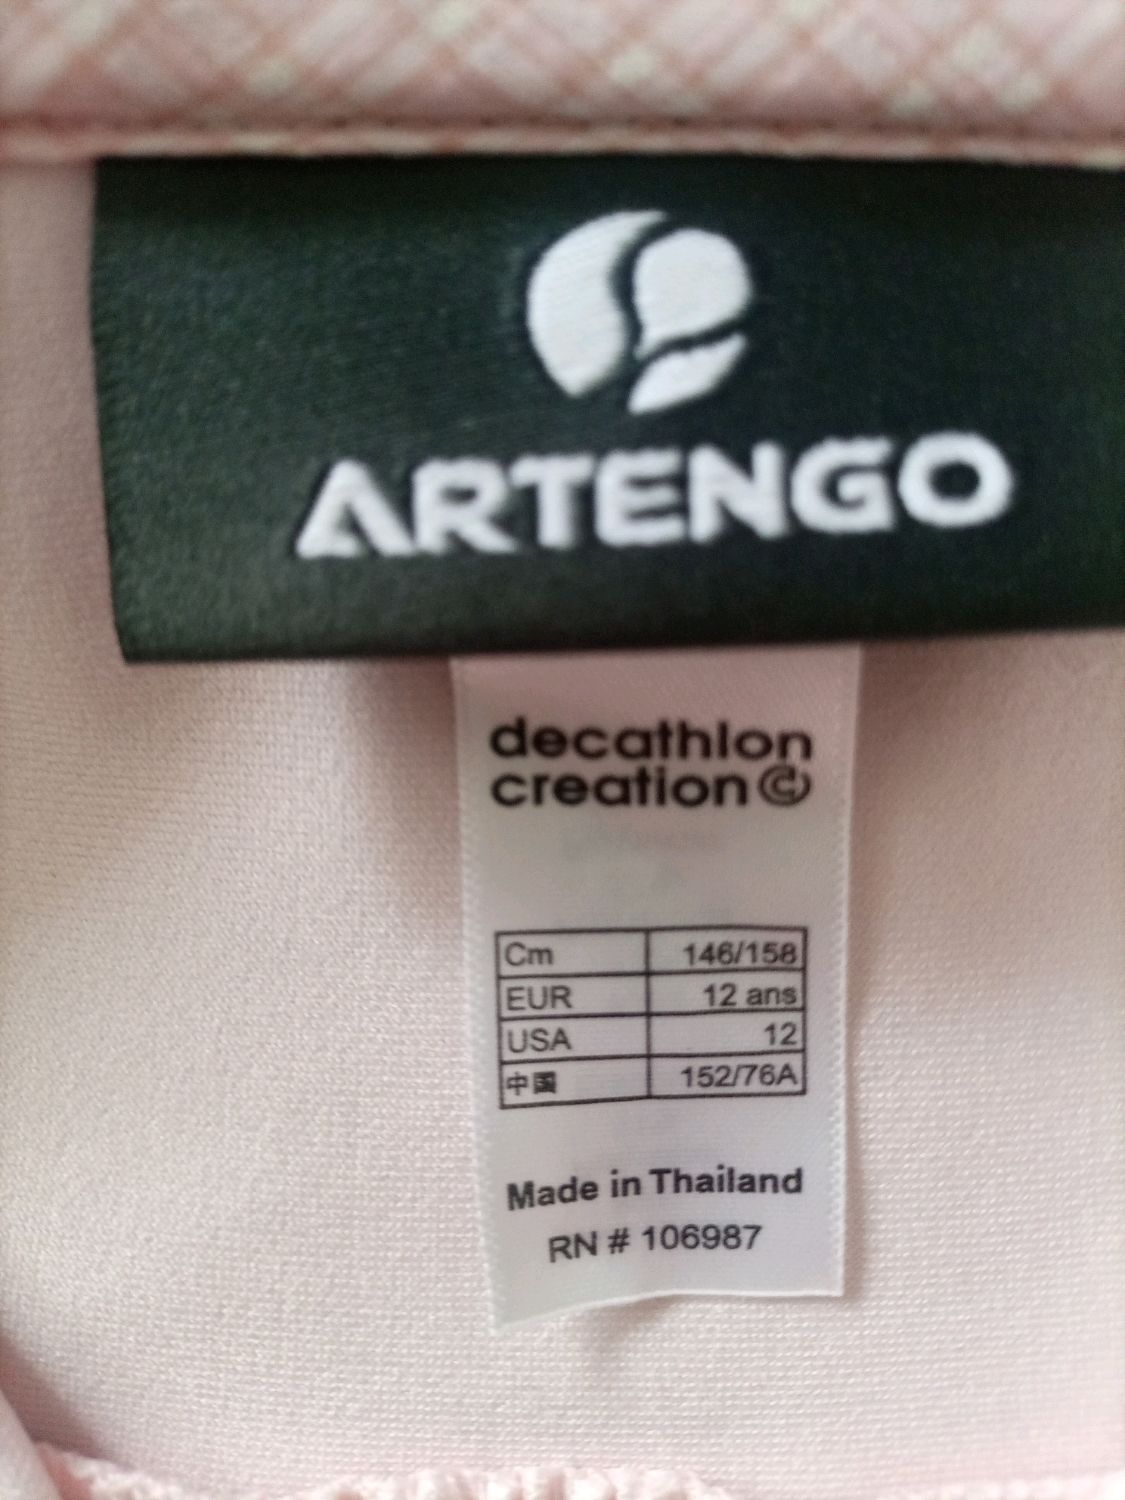 ARTENGO
decathlon
creation
Cm 146/158
EUR 12 ans
USA 12
中国 152/76A
Made in Thailand
RN # 106987